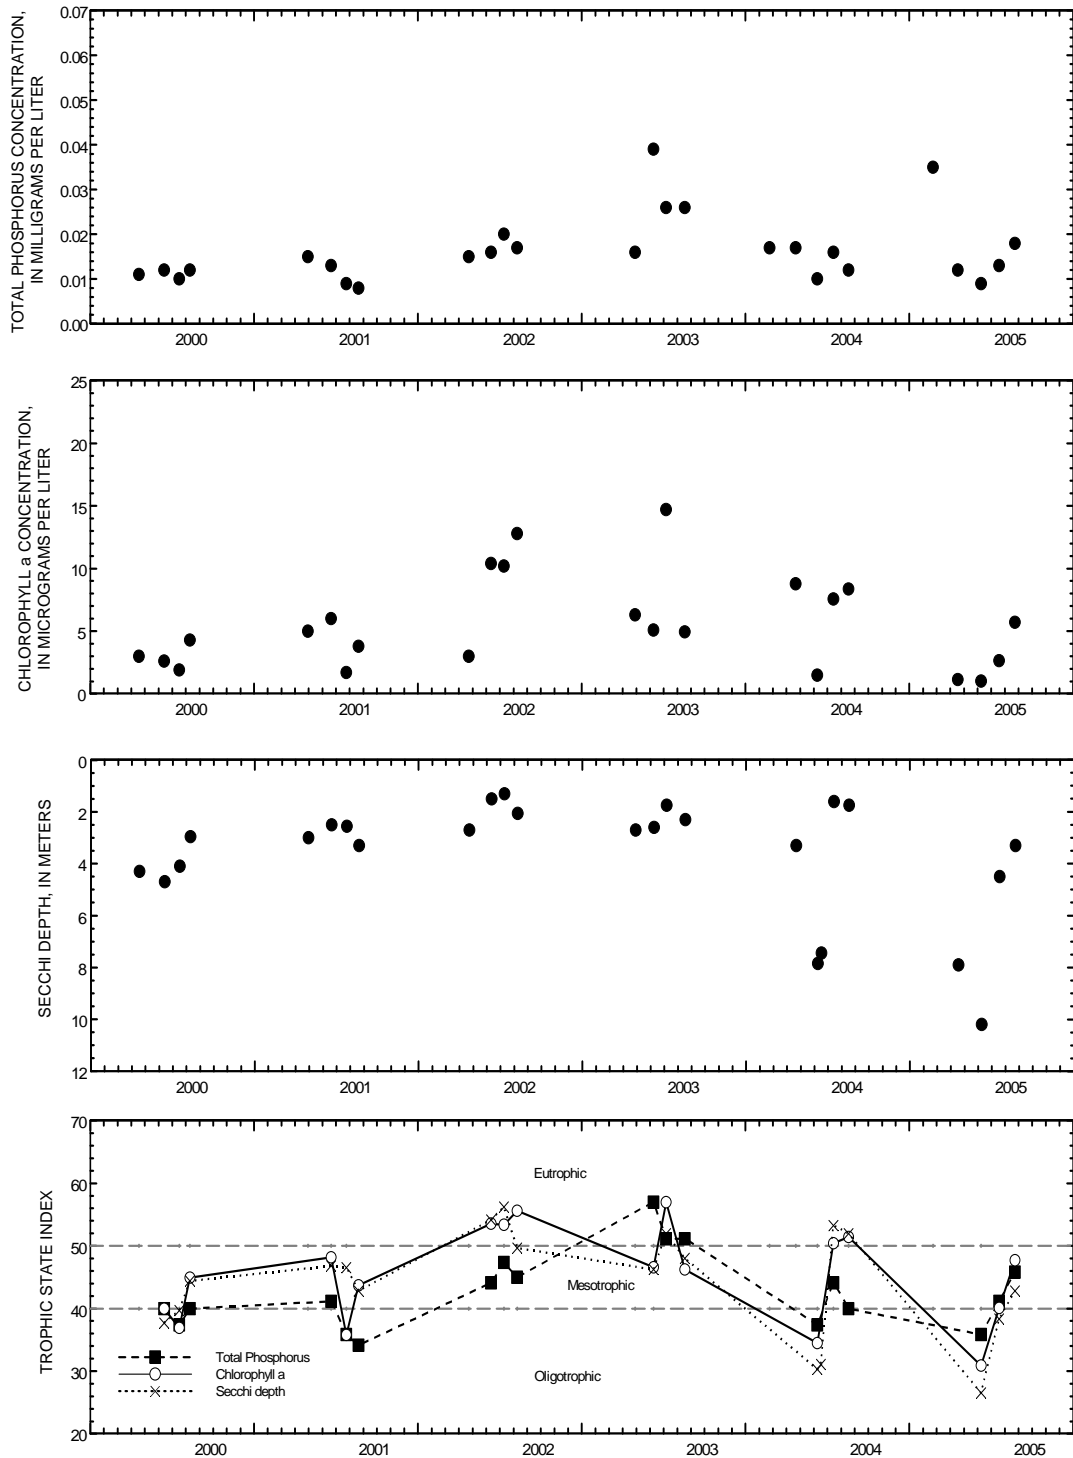 TOTAL PHOSPHORUS CONCENTRATION,
IN MILLIGRAMS PER LITER
0.07
0.06
0.05
0.04
0.03
0.02
0.01
0.00
2000 2001 2002 2003 2004 2005
CHLOROPHYLL a CONCENTRATION,
IN MICROGRAMS PER LITER
25
20
15
10
5
0
2000 2001 2002 2003 2004 2005
SECCHI DEPTH, IN METERS
0
2
4
6
8
10
12
2000 2001 2002 2003 2004 2005
TROPHIC STATE INDEX
70
60
50
40
30
20
Eutrophic
Mesotrophic
Oligotrophic
Total Phosphorus
Chlorophyll a
Secchi depth
2000 2001 2002 2003 2004 2005